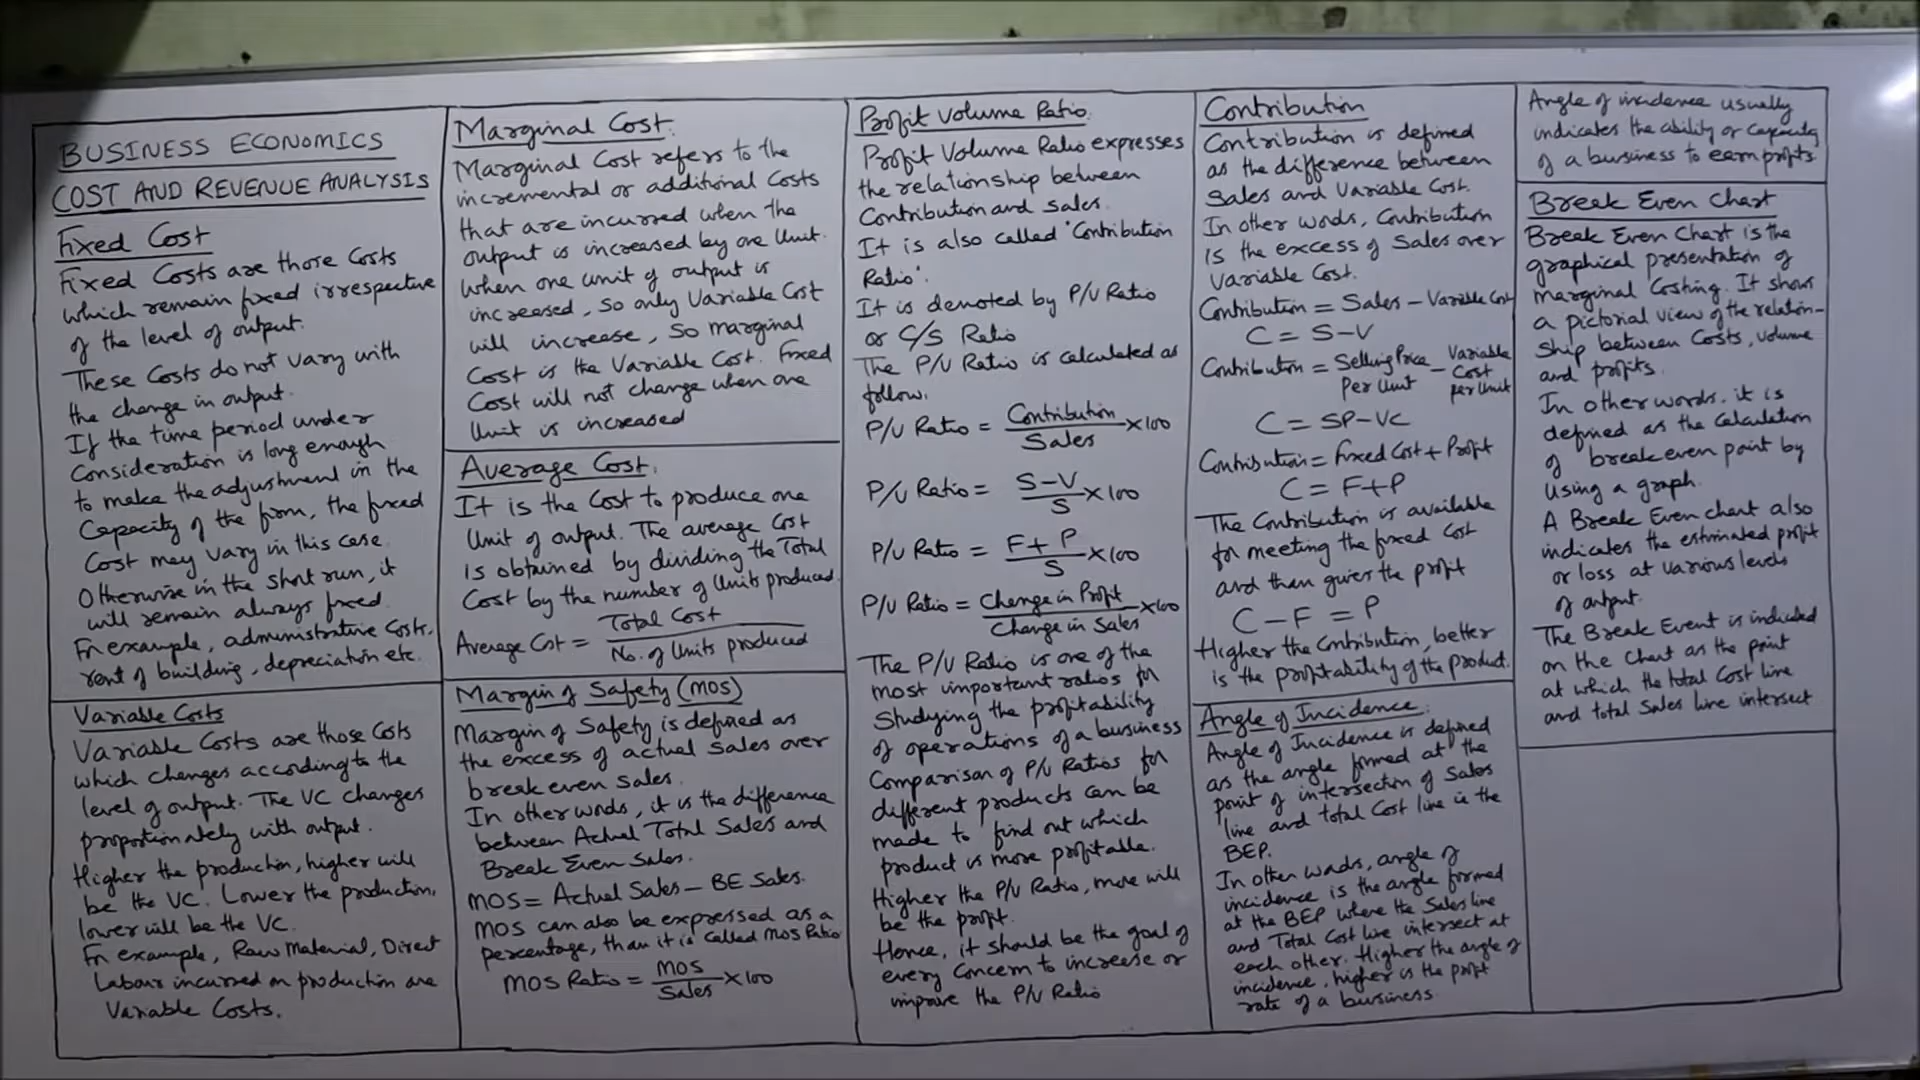 BUSINESS ECONOMICS
COST AND REVENUE ANALYSIS
Fixed Cost
Fixed Costs are those Costs
which remain fixed irrespective
of the level of output.
These Costs do not vary with
the change in output.
If the time period under
Consideration is long enough
to make the adjustment in the
Capacity of the firm, the fixed
Cost may vary in this case.
Otherwise in the short run, it
will remain always fixed.
For example, administrative Costs,
rent of building, depreciation etc.
Variable Costs
Variable Costs are those Costs
which changes according to the
level of output. The VC changes
proportionately with output.
Higher the production, higher will
be the VC. Lower the production,
lower will be the VC.
For example, Raw Material, Direct
Labour incurred on production are
Variable Costs.
Marginal Cost.
Marginal Cost refers to the
incremental or additional Costs
that are incurred when the
output is increased by one Unit.
When one unit of output is
increased, So only Variable Cost
will increase, So marginal
Cost is the Variable Cost. Fixed
Cost will not change when one
Unit is increased
Average Cost.
It is the Cost to produce one
Unit of output. The average Cost
is obtained by dividing the Total
Cost by the number of Units produced.
Average Cost = Total Cost / No. of Units produced
Margin of Safety (MOS)
Margin of Safety is defined as
the excess of actual sales over
break even sales.
In other words, it is the difference
between Actual Total Sales and
Break Even Sales.
MOS = Actual Sales – BE Sales.
MOS can also be expressed as a
percentage, than it is called MOS Ratio
MOS Ratio = MOS / Sales × 100
Profit Volume Ratio.
Profit Volume Ratio expresses
the relationship between
Contribution and sales.
It is also called 'Contribution
Ratio'.
It is denoted by P/V Ratio
or C/S Ratio
The P/V Ratio is calculated as
follow.
P/V Ratio = Contribution / Sales × 100
P/V Ratio = S–V / S × 100
P/V Ratio = F+P / S × 100
P/V Ratio = Change in Profit / Change in Sales × 100
The P/V Ratio is one of the
most important ratios for
Studying the profitability
of operations of a business
Comparison of P/V Ratios for
different products can be
made to find out which
product is more profitable.
Higher the P/V Ratio, more will
be the profit.
Hence, it should be the goal of
every Concern to increase or
improve the P/V Ratio
Contribution
Contribution is defined
as the difference between
Sales and Variable Cost.
In other words, Contribution
is the excess of Sales over
Variable Cost.
Contribution = Sales – Variable Cost
C = S–V
Contribution = Selling Price Per Unit – Variable Cost per Unit
C = SP–VC
Contribution = Fixed Cost + Profit
C = F+P
The Contribution is available
for meeting the fixed Cost
and than gives the profit
C – F = P
Higher the Contribution, better
is the profitability of the product.
Angle of Incidence.
Angle of Incidence is defined
as the angle formed at the
point of intersection of Sales
line and total Cost line i.e the
BEP.
In other words, angle of
incidence is the angle formed
at the BEP where the Sales line
and Total Cost line intersect at
each other. Higher the angle of
incidence, higher is the profit
rate of a business.
Angle of incidence usually
indicates the ability or capacity
of a business to earn profits.
Break Even Chart
Break Even Chart is the
graphical presentation of
marginal Costing. It shows
a pictorial view of the relation-
ship between Costs, volume
and profits.
In other words, it is
defined as the Calculation
of break even point by
using a graph.
A Break Even chart also
indicates the estimated profit
or loss at various levels
of output.
The Break Event is indicated
on the chart as the point
at which the total Cost line
and total Sales line intersect